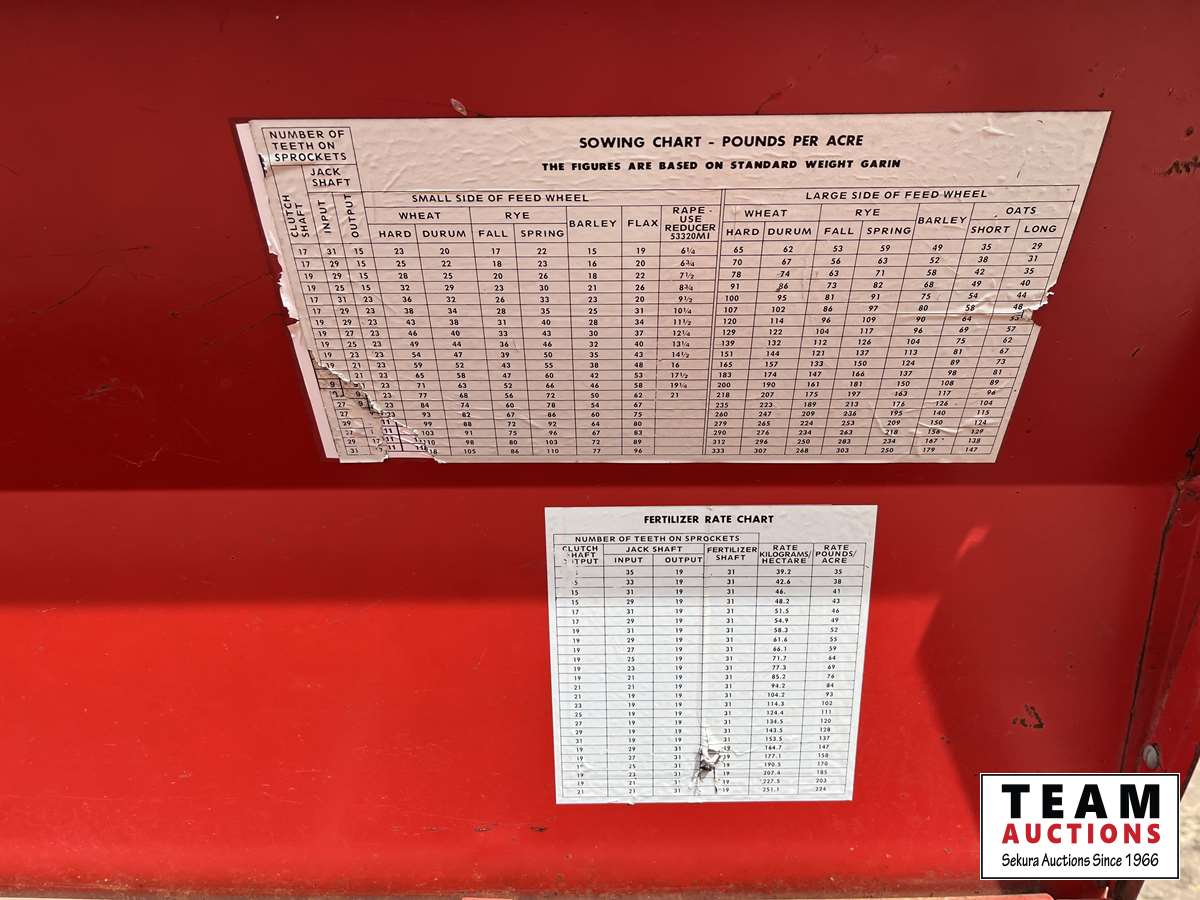 NUMBER OF
TEETH ON
SPROCKETS
JACK
SHAFT
CLUTCH
SHAFT
INPUT
OUTPUT
SOWING CHART - POUNDS PER ACRE
THE FIGURES ARE BASED ON STANDARD WEIGHT GARIN
SMALL SIDE OF FEED WHEEL LARGE SIDE OF FEED WHEEL
WHEAT RYE BARLEY FLAX RAPE - USE REDUCER 53320MI WHEAT RYE BARLEY OATS
HARD DURUM FALL SPRING HARD DURUM FALL SPRING SHORT LONG
17 31 15 23 20 17 22 15 19 6¼ 65 62 53 59 49 35 29
17 29 15 25 22 18 23 16 20 6¾ 70 67 56 63 52 38 31
19 29 15 28 25 20 26 18 22 7½ 78 74 63 71 58 42 35
19 25 15 32 29 23 30 21 26 8¾ 91 86 73 82 68 49 40
17 31 23 36 32 26 33 23 20 9½ 100 95 81 91 75 54 44
17 29 23 38 34 28 35 25 31 10¼ 107 102 86 97 80 58 48
19 29 23 43 38 31 40 28 34 11½ 120 114 96 109 90 64
19 27 23 46 40 33 43 30 37 12¼ 129 122 104 117 96 69 57
19 25 23 49 44 36 46 32 40 13¼ 139 132 112 126 104 75 62
19 23 23 54 47 39 50 35 43 14½ 151 144 121 137 113 81 67
19 21 23 59 52 43 55 38 48 16 165 157 133 150 124 89 73
21 23 65 58 47 60 42 53 17½ 183 174 147 166 137 98 81
23 71 63 52 66 46 58 19¼ 200 190 161 181 150 108 89
23 77 68 56 72 50 62 21 218 207 175 197 163 117 96
27 23 84 74 60 78 54 67 235 223 189 213 176 126 104
27 23 93 82 67 86 60 75 260 247 209 236 195 140 115
29 11 99 88 72 92 64 80 279 265 224 253 209 150 124
27 11 103 91 75 96 67 83 290 276 234 263 218 156 129
29 17 11 110 98 80 103 72 89 312 296 250 283 234 167 138
31 105 86 110 77 96 333 307 268 303 250 179 147
FERTILIZER RATE CHART
NUMBER OF TEETH ON SPROCKETS
CLUTCH SHAFT OUTPUT JACK SHAFT FERTILIZER SHAFT RATE KILOGRAMS/ HECTARE RATE POUNDS/ ACRE
INPUT OUTPUT
35 19 31 39.2 35
5 33 19 31 42.6 38
15 31 19 31 46. 41
15 29 19 31 48.2 43
17 31 19 31 51.5 46
17 29 19 31 54.9 49
19 31 19 31 58.3 52
19 29 19 31 61.6 55
19 27 19 31 66.1 59
19 25 19 31 71.7 64
19 23 19 31 77.3 69
19 21 19 31 85.2 76
21 21 19 31 94.2 84
21 19 19 31 104.2 93
23 19 19 31 114.3 102
25 19 19 31 124.4 111
27 19 19 31 134.5 120
29 19 19 31 143.5 128
31 19 19 31 153.5 137
19 29 31 19 164.7 147
19 27 31 19 177.1 158
19 25 31 19 190.5 170
19 23 31 19 207.4 185
19 21 31 19 227.5 203
21 21 31 19 251.1 224
TEAM
AUCTIONS
Sekura Auctions Since 1966